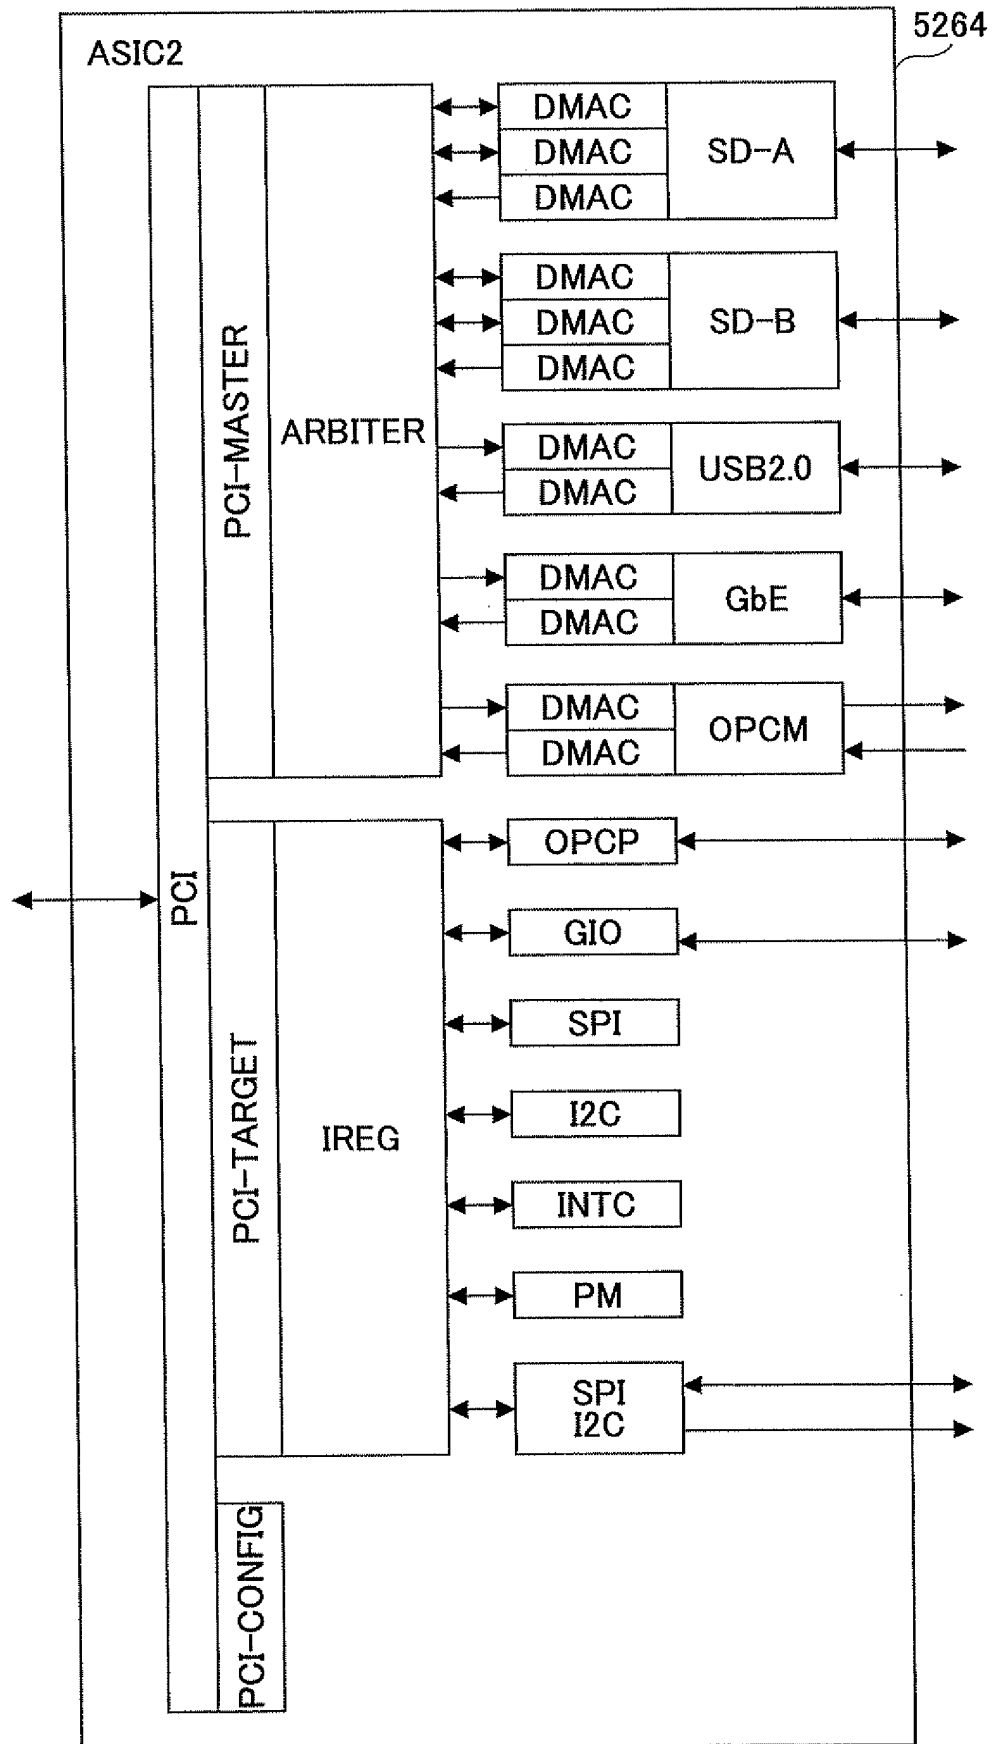 5264
ASIC2
PCI
PCI-MASTER
ARBITER
DMAC
DMAC
DMAC
SD-A
DMAC
DMAC
DMAC
SD-B
DMAC
DMAC
USB2.0
DMAC
DMAC
GbE
DMAC
DMAC
OPCM
PCI-TARGET
IREG
OPCP
GIO
SPI
I2C
INTC
PM
SPI
I2C
PCI-CONFIG